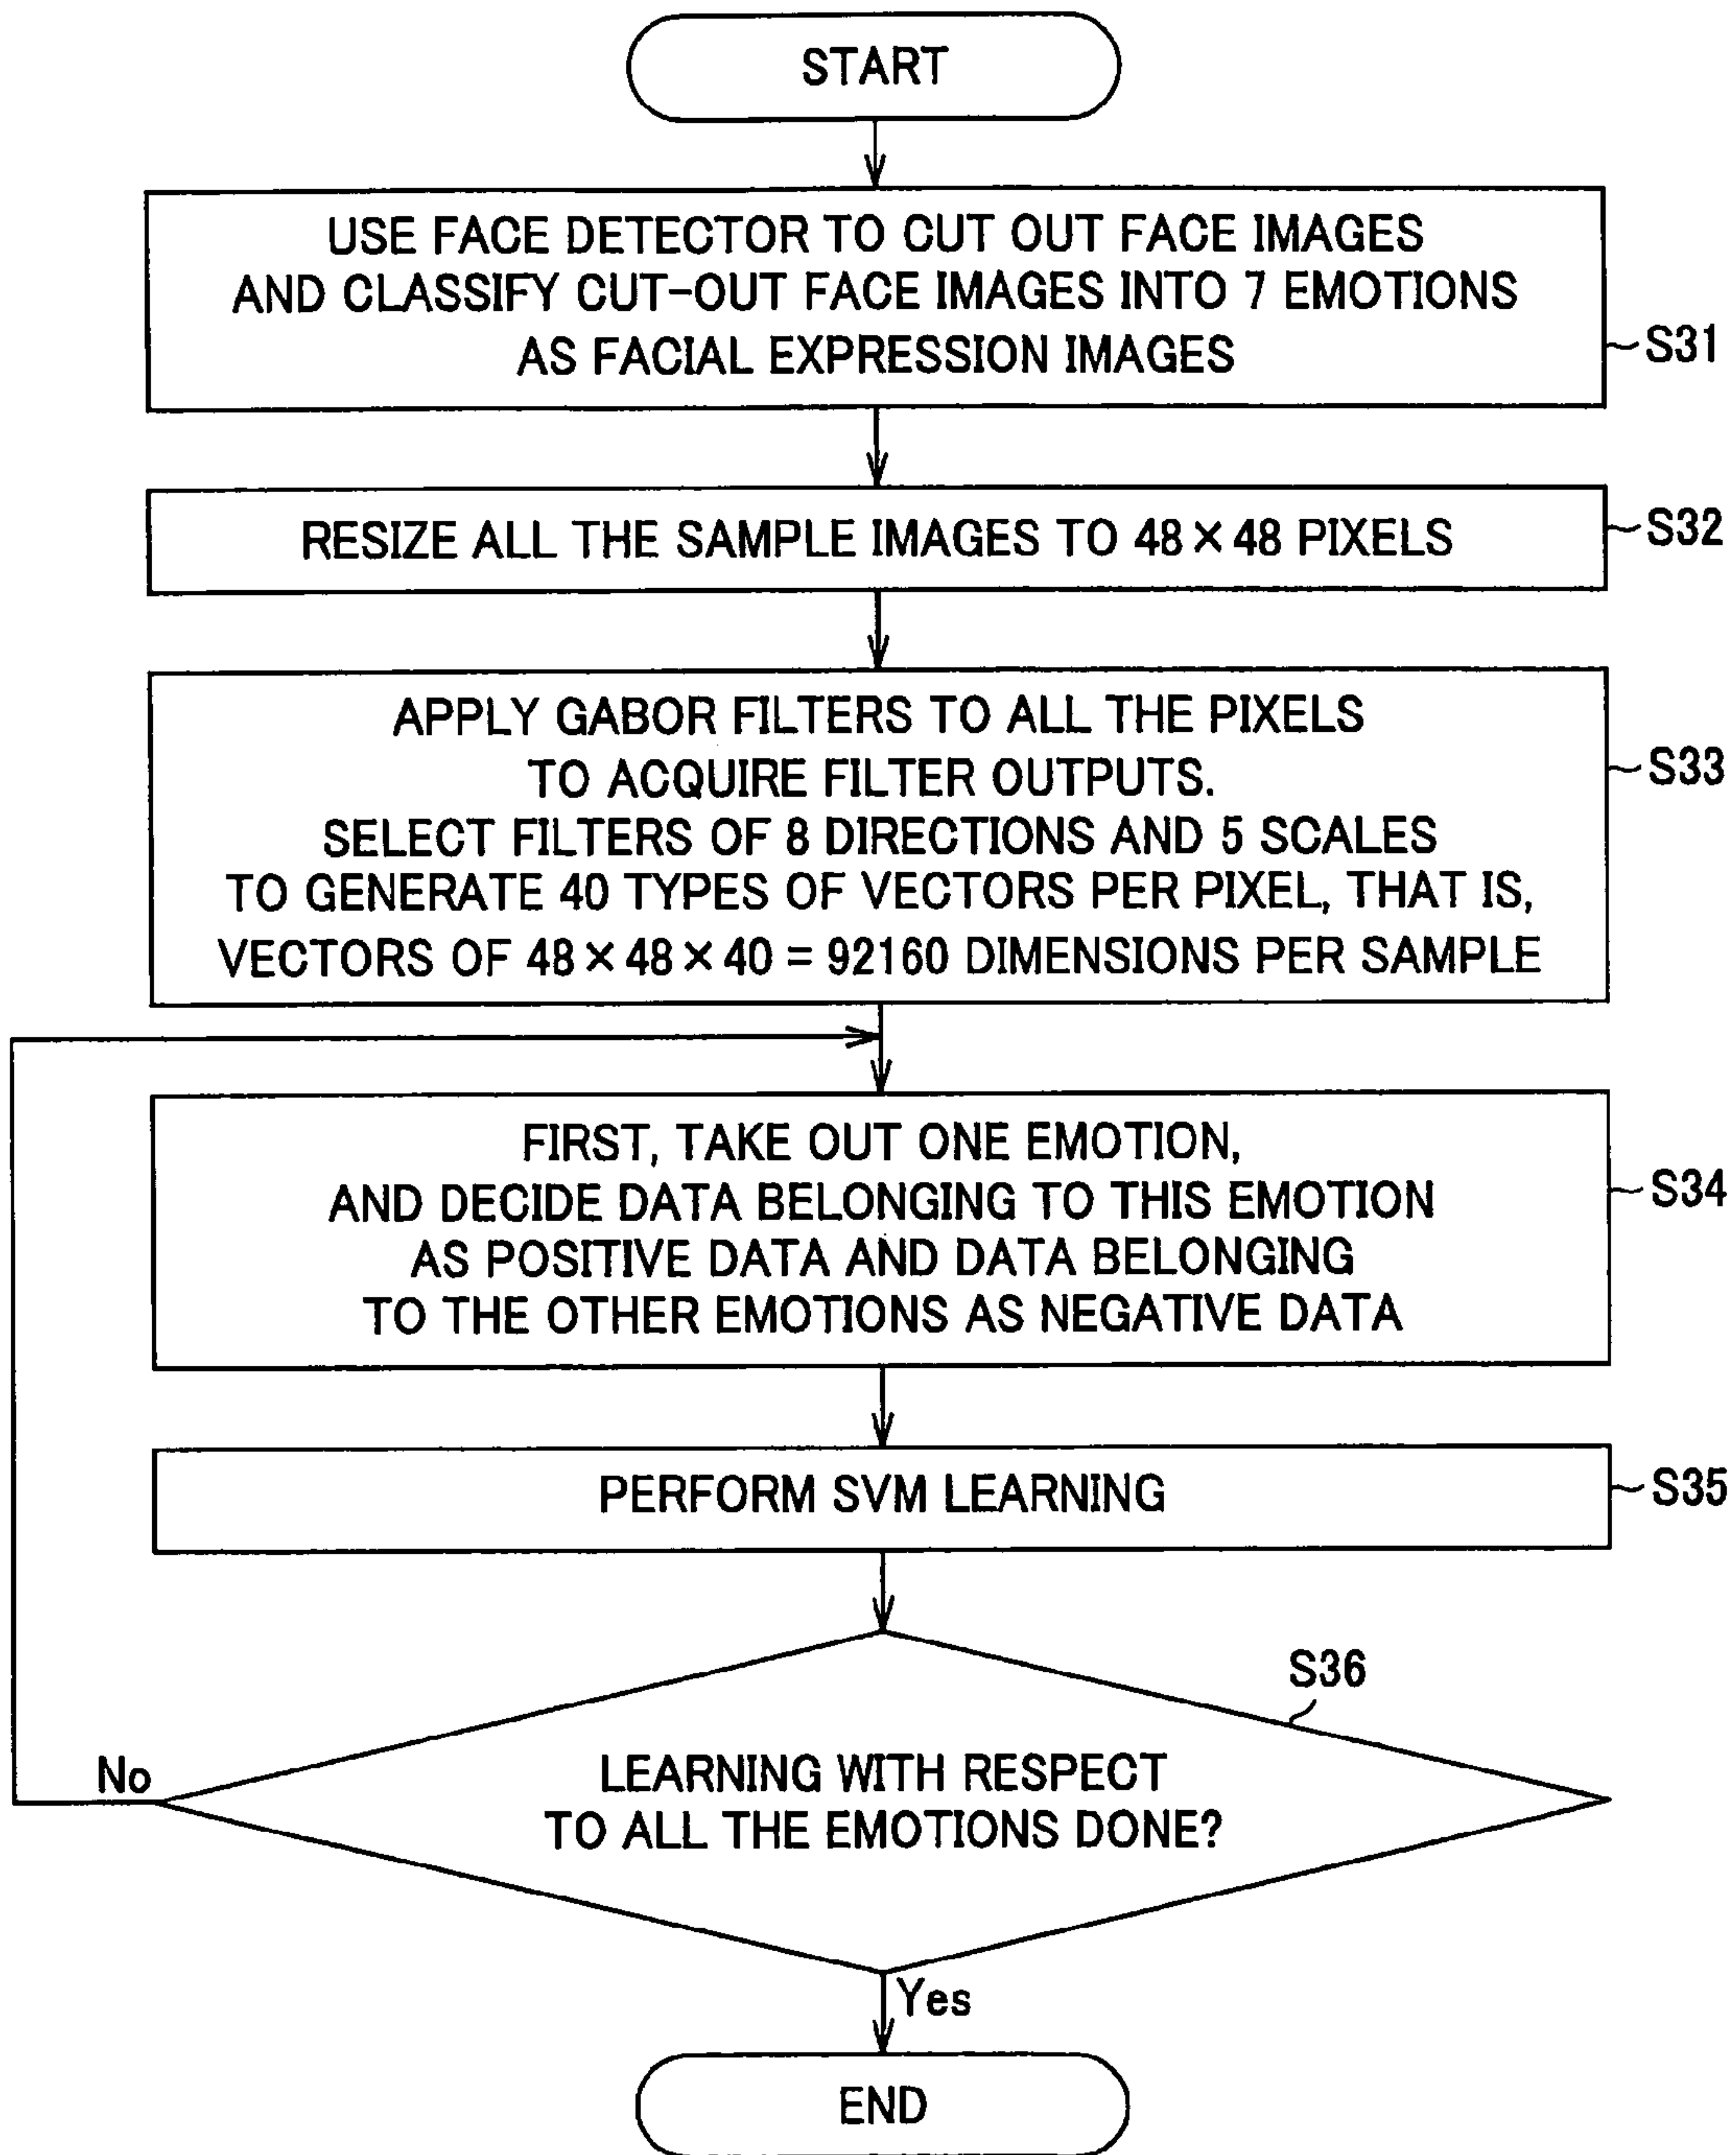 START
USE FACE DETECTOR TO CUT OUT FACE IMAGES
AND CLASSIFY CUT-OUT FACE IMAGES INTO 7 EMOTIONS
AS FACIAL EXPRESSION IMAGES
S31
RESIZE ALL THE SAMPLE IMAGES TO 48×48 PIXELS
S32
APPLY GABOR FILTERS TO ALL THE PIXELS
TO ACQUIRE FILTER OUTPUTS.
SELECT FILTERS OF 8 DIRECTIONS AND 5 SCALES
TO GENERATE 40 TYPES OF VECTORS PER PIXEL, THAT IS,
VECTORS OF 48×48×40 = 92160 DIMENSIONS PER SAMPLE
S33
FIRST, TAKE OUT ONE EMOTION,
AND DECIDE DATA BELONGING TO THIS EMOTION
AS POSITIVE DATA AND DATA BELONGING
TO THE OTHER EMOTIONS AS NEGATIVE DATA
S34
PERFORM SVM LEARNING
S35
S36
LEARNING WITH RESPECT
TO ALL THE EMOTIONS DONE?
No
Yes
END